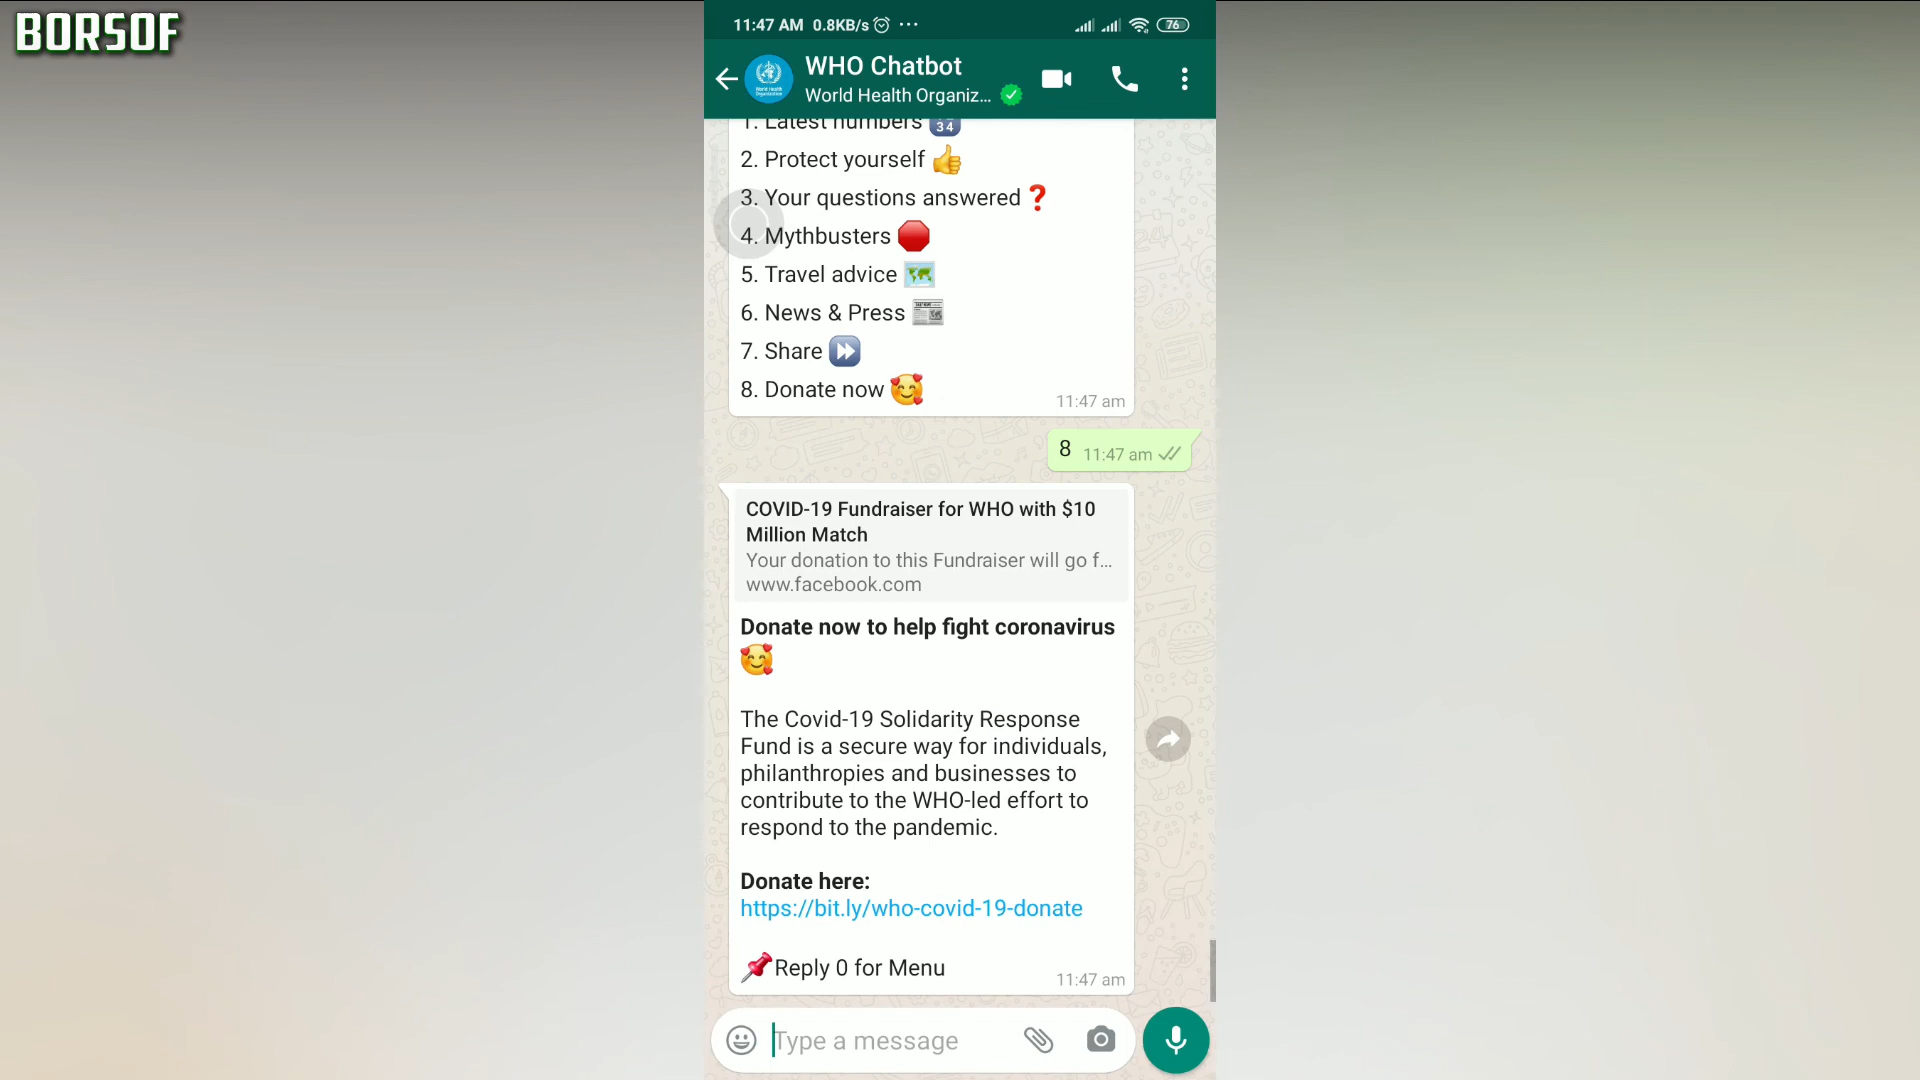 BORSOF
11:47 AM 0.8KB/s
76
WHO Chatbot
World Health Organiz...
1. Latest numbers
2. Protect yourself 👍
3. Your questions answered ❓
4. Mythbusters 🛑
5. Travel advice 🗺️
6. News & Press 📰
7. Share ⏩
8. Donate now 🥰
11:47 am
8 11:47 am
COVID-19 Fundraiser for WHO with $10
Million Match
Your donation to this Fundraiser will go f...
www.facebook.com
Donate now to help fight coronavirus
🥰
The Covid-19 Solidarity Response
Fund is a secure way for individuals,
philanthropies and businesses to
contribute to the WHO-led effort to
respond to the pandemic.
Donate here:
https://bit.ly/who-covid-19-donate
📌Reply 0 for Menu
11:47 am
Type a message